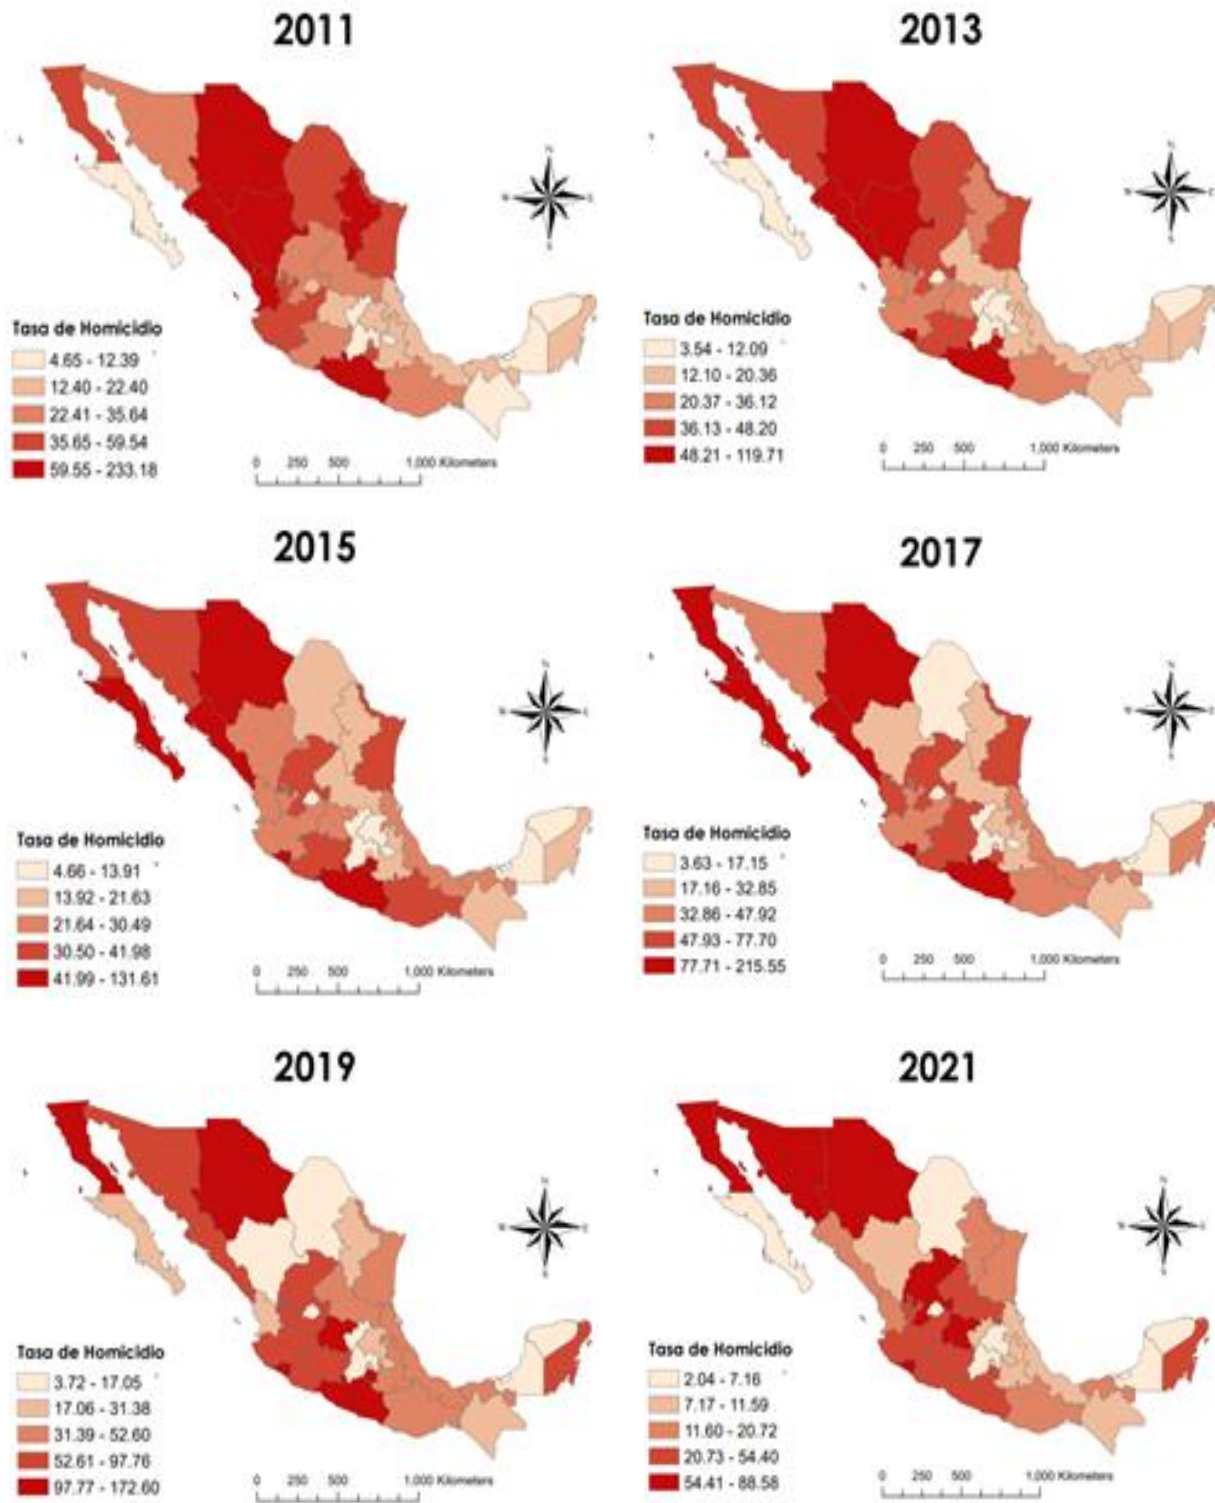 2011
N
W
E
S
Tasa de Homicidio
4.65 - 12.39
12.40 - 22.40
22.41 - 35.64
35.65 - 59.54
59.55 - 233.18
0 250 500 1,000 Kilometers
2013
N
W
E
S
Tasa de Homicidio
3.54 - 12.09
12.10 - 20.36
20.37 - 36.12
36.13 - 48.20
48.21 - 119.71
0 250 500 1,000 Kilometers
2015
N
W
E
S
Tasa de Homicidio
4.66 - 13.91
13.92 - 21.63
21.64 - 30.49
30.50 - 41.98
41.99 - 131.61
0 250 500 1,000 Kilometers
2017
N
W
E
S
Tasa de Homicidio
3.63 - 17.15
17.16 - 32.85
32.86 - 47.92
47.93 - 77.70
77.71 - 215.55
0 250 500 1,000 Kilometers
2019
N
W
E
S
Tasa de Homicidio
3.72 - 17.05
17.06 - 31.38
31.39 - 52.60
52.61 - 97.76
97.77 - 172.60
0 250 500 1,000 Kilometers
2021
N
W
E
S
Tasa de Homicidio
2.04 - 7.16
7.17 - 11.59
11.60 - 20.72
20.73 - 54.40
54.41 - 88.58
0 250 500 1,000 Kilometers